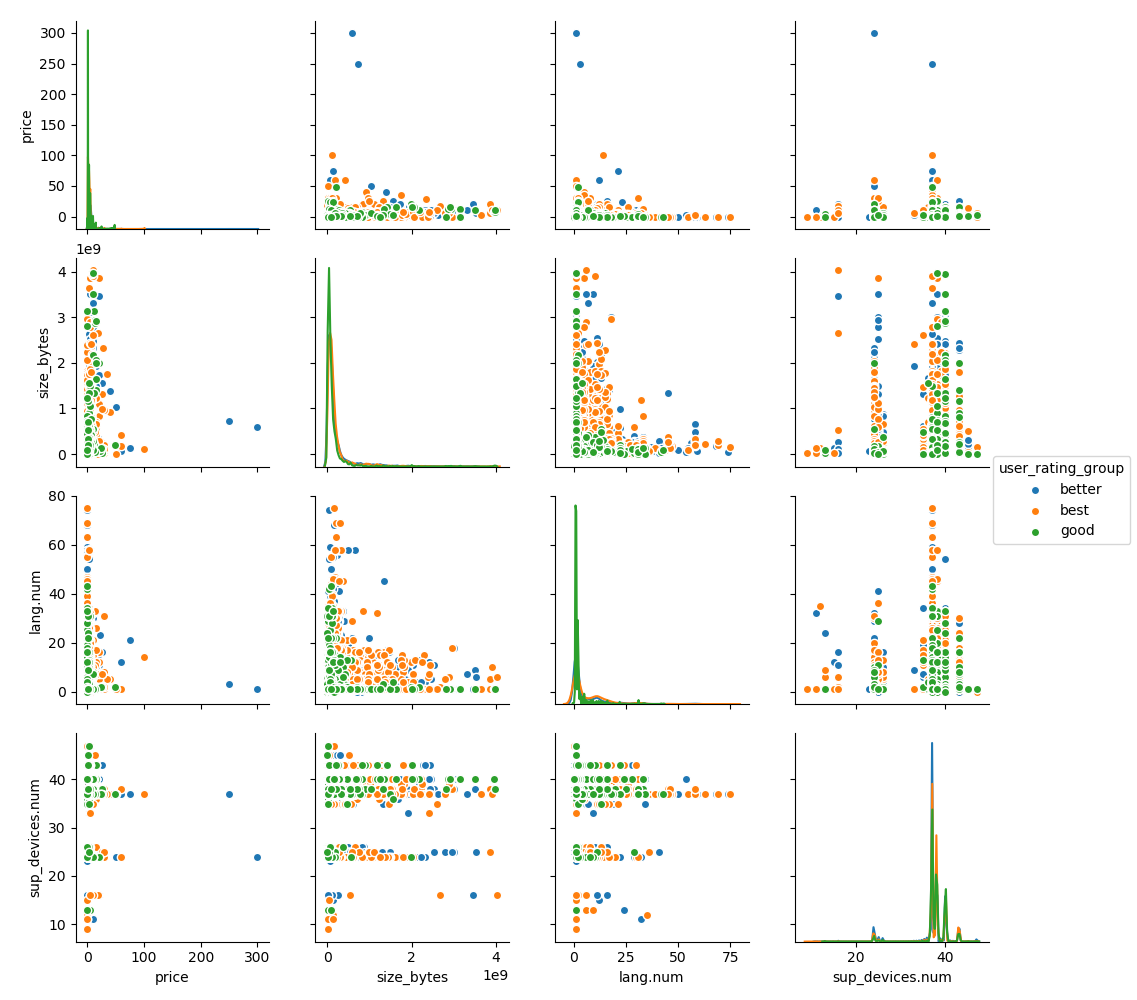 300
250
200
150
100
50
0
price
1e9
4
3
2
1
0
size_bytes
80
60
40
20
0
lang.num
user_rating_group
better
best
good
40
30
20
10
sup_devices.num
0 100 200 300
price
0 2 4
1e9
size_bytes
0 25 50 75
lang.num
20 40
sup_devices.num